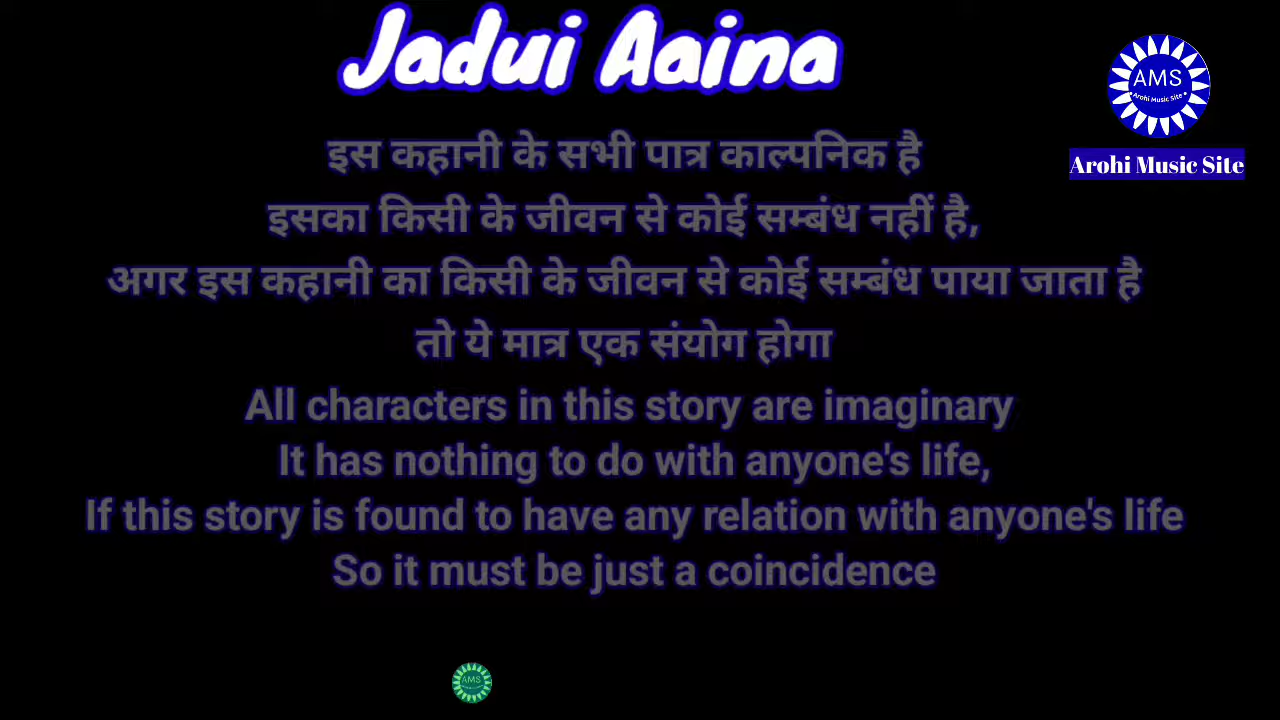 Jadui Aaina
AMS
Arohi Music Site
Arohi Music Site
इस कहानी के सभी पात्र काल्पनिक है
इसका किसी के जीवन से कोई सम्बंध नहीं है,
अगर इस कहानी का किसी के जीवन से कोई सम्बंध पाया जाता है
तो ये मात्र एक संयोग होगा
All characters in this story are imaginary
It has nothing to do with anyone's life,
If this story is found to have any relation with anyone's life
So it must be just a coincidence
AMS